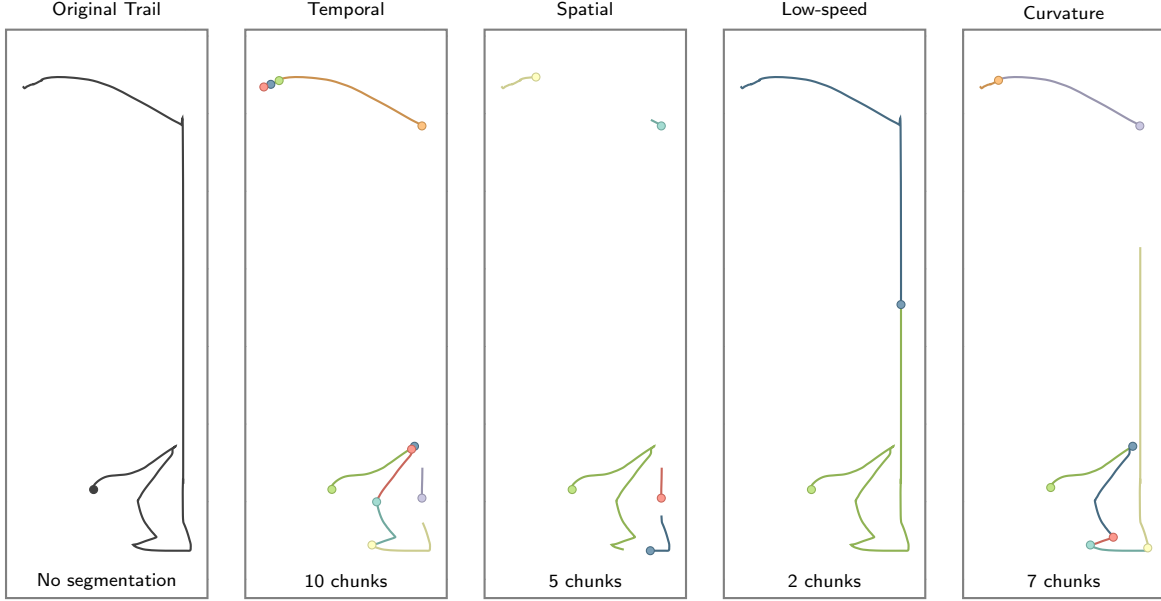 Original Trail
Temporal
Spatial
Low-speed
Curvature
No segmentation
10 chunks
5 chunks
2 chunks
7 chunks